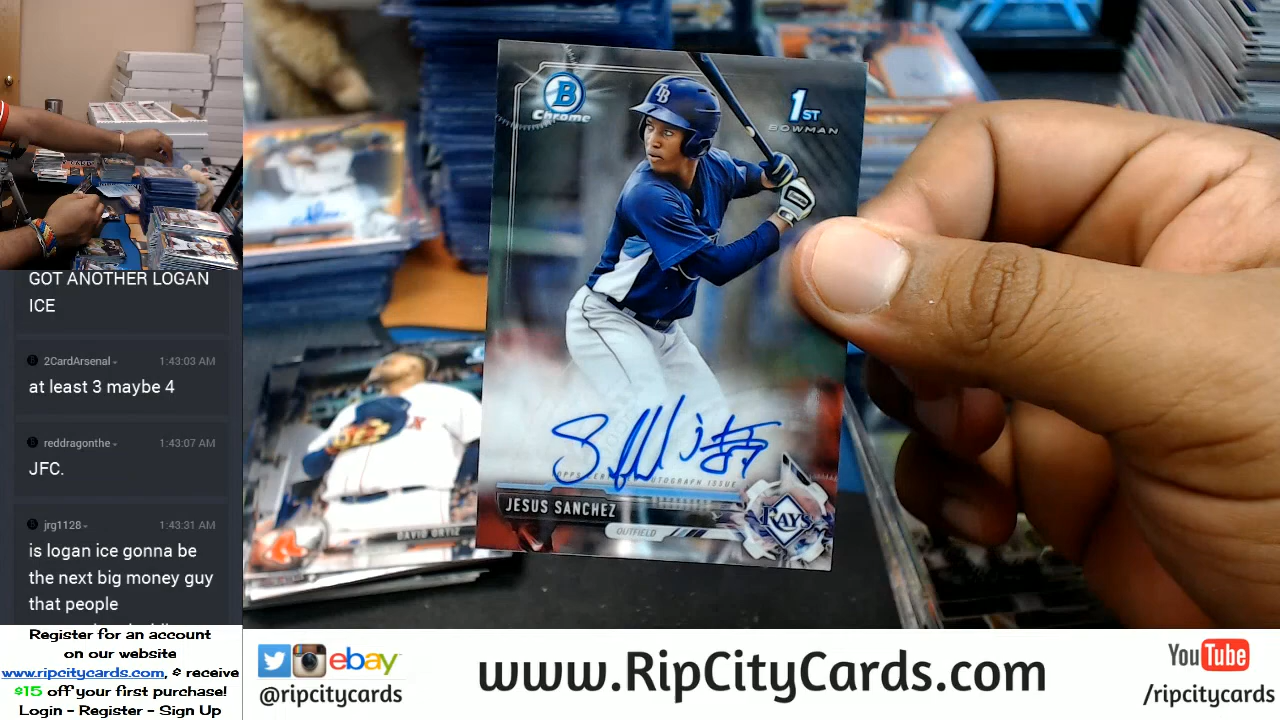 GOT ANOTHER LOGAN
ICE
2CardArsenal
1:43:03 AM
at least 3 maybe 4
reddragonthe
1:43:07 AM
JFC.
jrg1128
1:43:31 AM
is logan ice gonna be
the next big money guy
that people
Register for an account
on our website
www.ripcitycards.com, & receive
$15 off your first purchase!
Login - Register - Sign Up
B
Chrome
1ST
BOWMAN
TB
AUTOGRAPH ISSUE
JESUS SANCHEZ
OUTFIELD
RAYS
DAVID ORTIZ
ebay
@ripcitycards
www.RipCityCards.com
YouTube
/ripcitycards